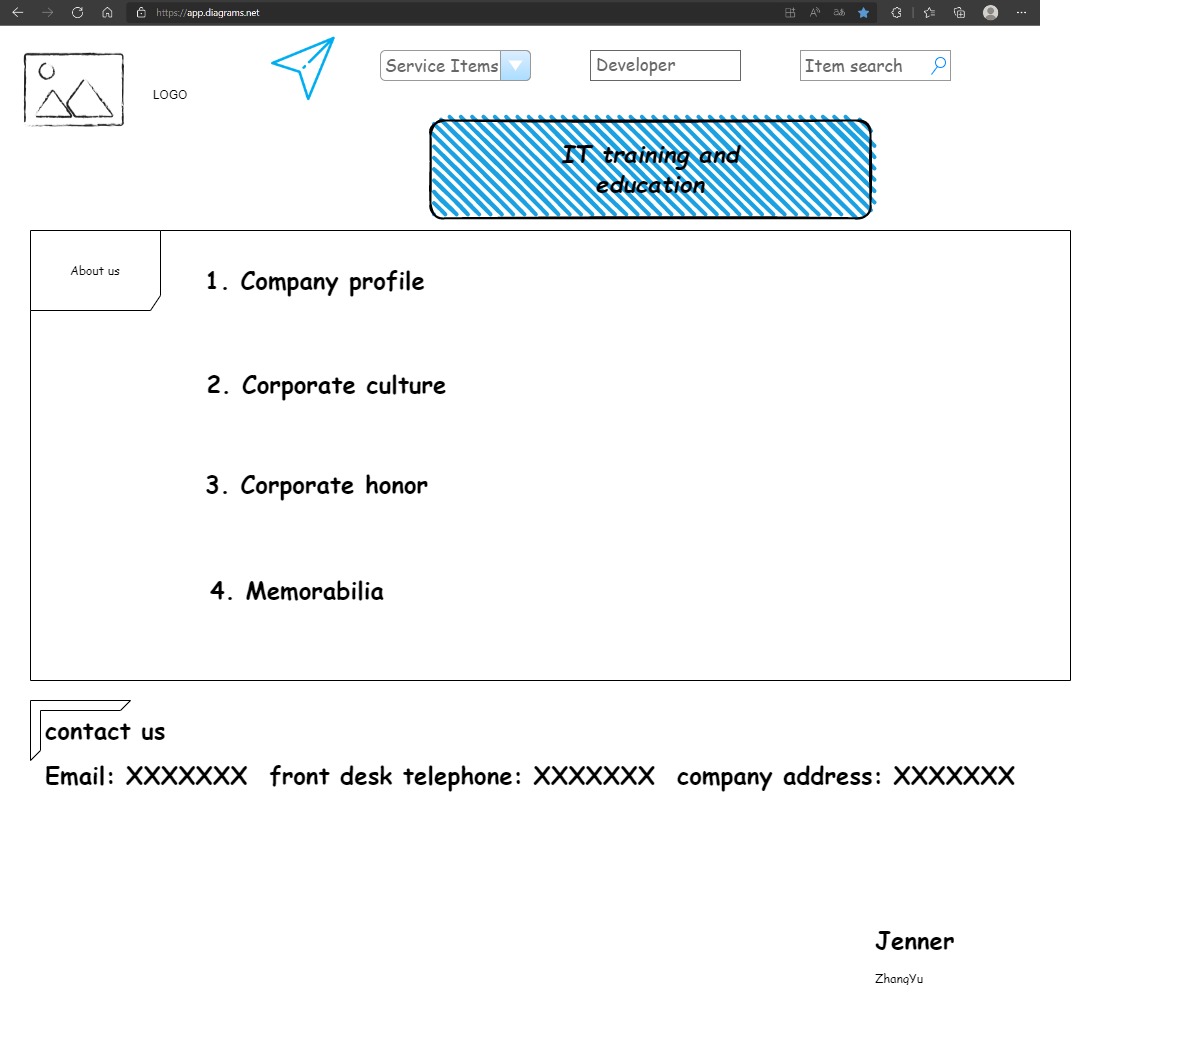 https://app.diagrams.net
LOGO
Service Items
Developer
Item search
IT training and
education
About us
1. Company profile
2. Corporate culture
3. Corporate honor
4. Memorabilia
contact us
Email: XXXXXXX front desk telephone: XXXXXXX company address: XXXXXXX
Jenner
ZhangYu